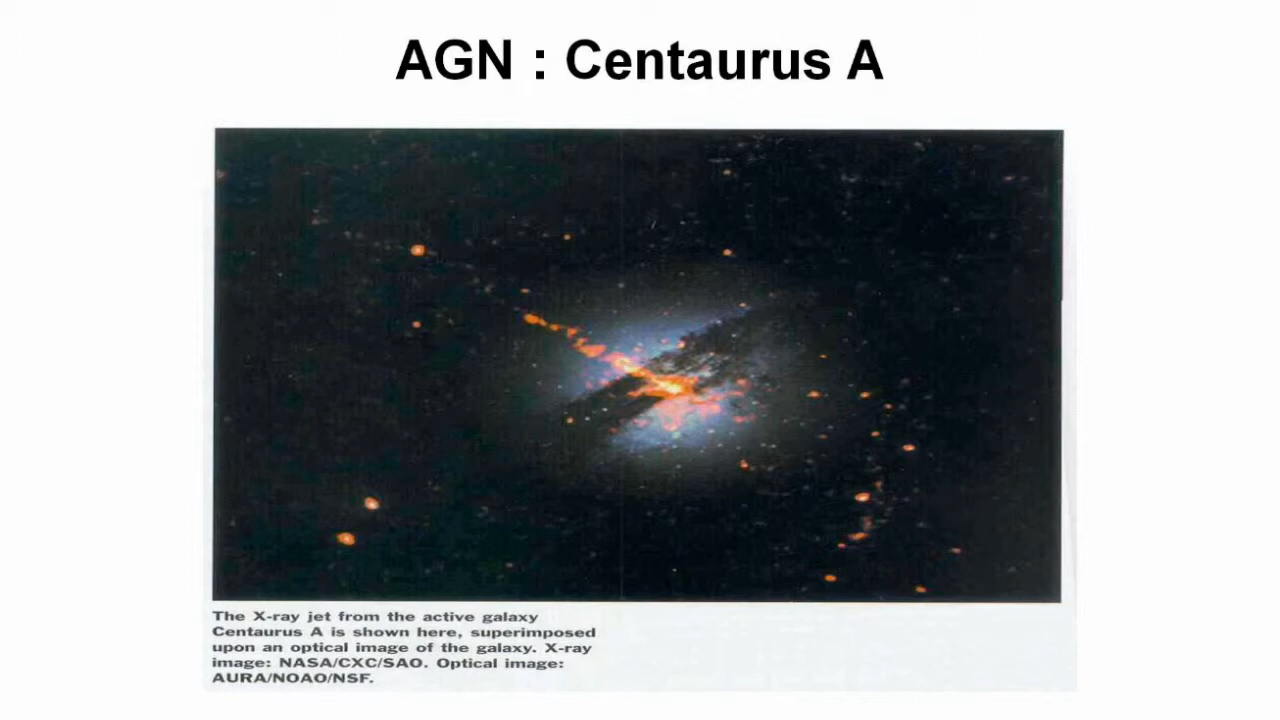 AGN : Centaurus A
The X-ray jet from the active galaxy
Centaurus A is shown here, superimposed
upon an optical image of the galaxy. X-ray
image: NASA/CXC/SAO. Optical image:
AURA/NOAO/NSF.